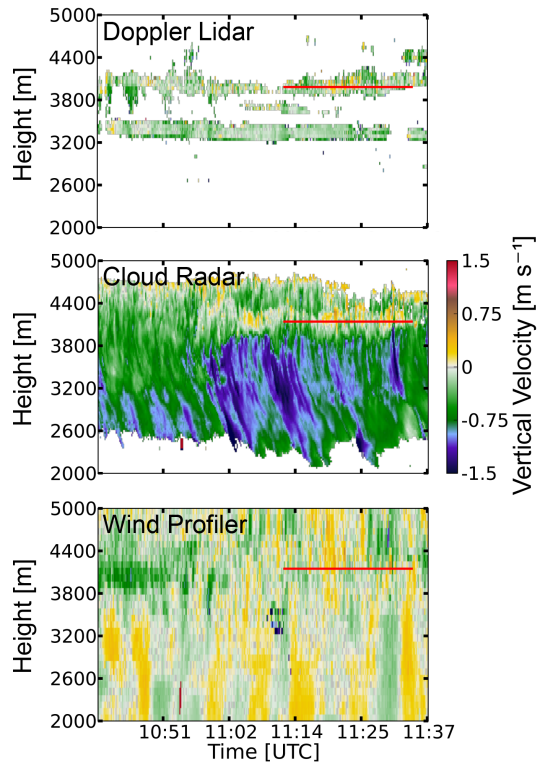 Doppler Lidar
Height [m]
5000
4400
3800
3200
2600
2000
Cloud Radar
Height [m]
5000
4400
3800
3200
2600
2000
1.5
0.75
0
-0.75
-1.5
Vertical Velocity [m s⁻¹]
Wind Profiler
Height [m]
5000
4400
3800
3200
2600
2000
10:51 11:02 11:14 11:25 11:37
Time [UTC]